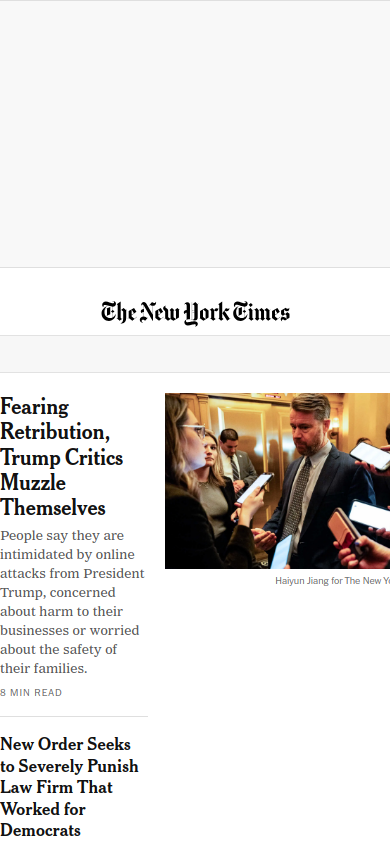 The New York Times
Fearing
Retribution,
Trump Critics
Muzzle
Themselves
People say they are
intimidated by online
attacks from President
Trump, concerned
about harm to their
businesses or worried
about the safety of
their families.
8 MIN READ
Haiyun Jiang for The New Yo
New Order Seeks
to Severely Punish
Law Firm That
Worked for
Democrats